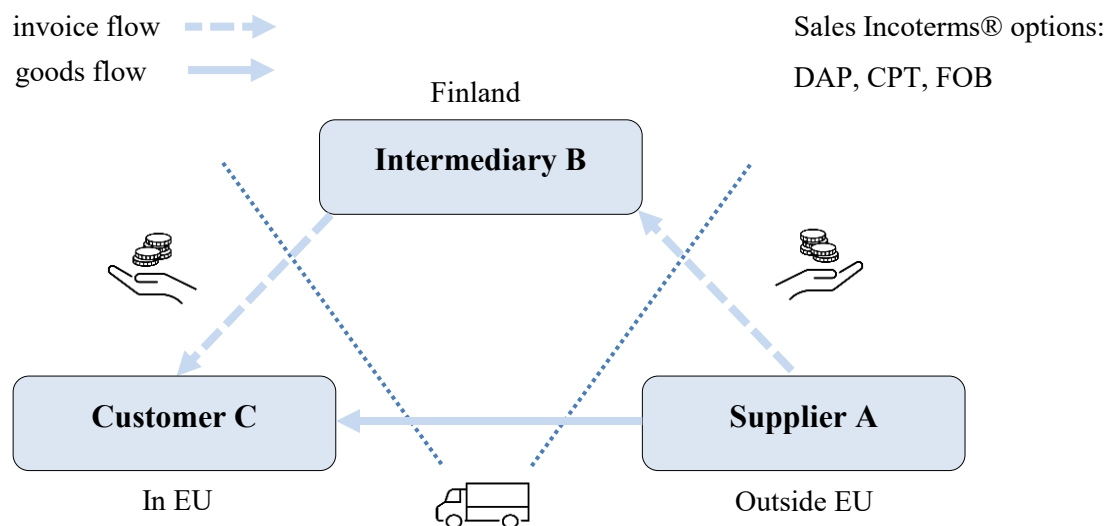 invoice flow
Sales Incoterms® options:
goods flow
DAP, CPT, FOB
Finland
Intermediary B
Customer C
Supplier A
In EU
Outside EU